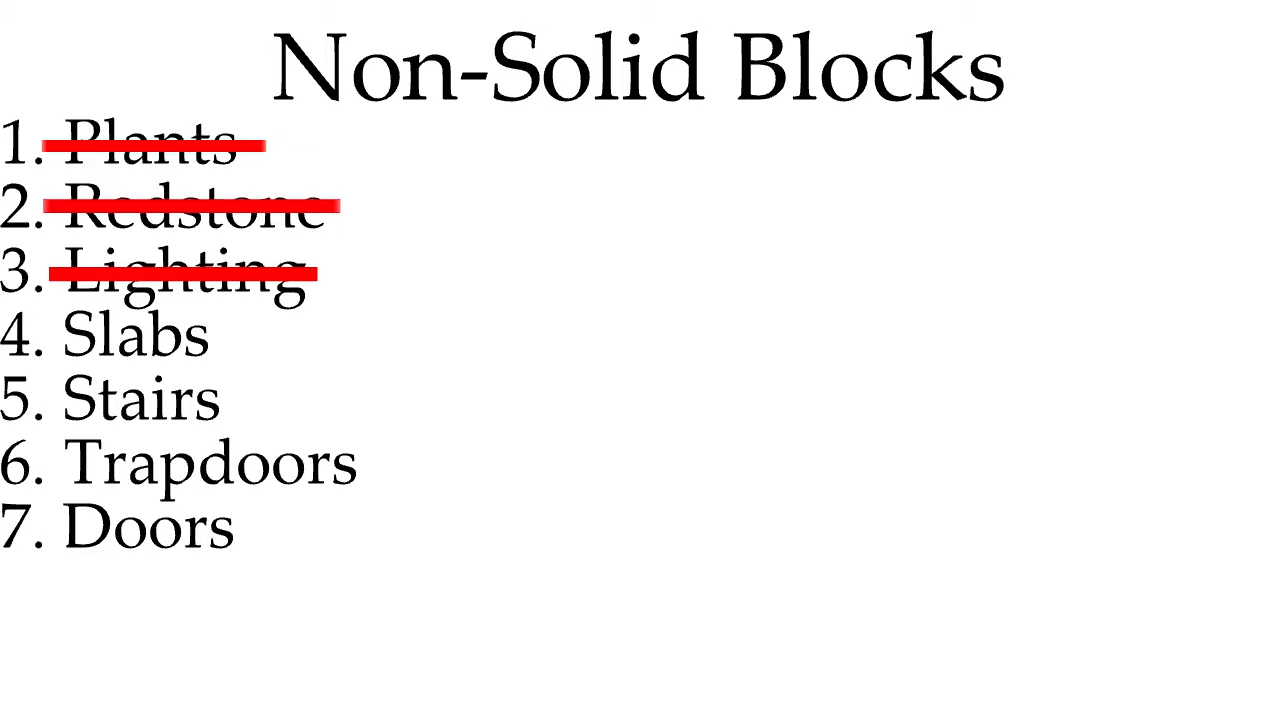 Non-Solid Blocks
1. Plants
2. Redstone
3. Lighting
4. Slabs
5. Stairs
6. Trapdoors
7. Doors